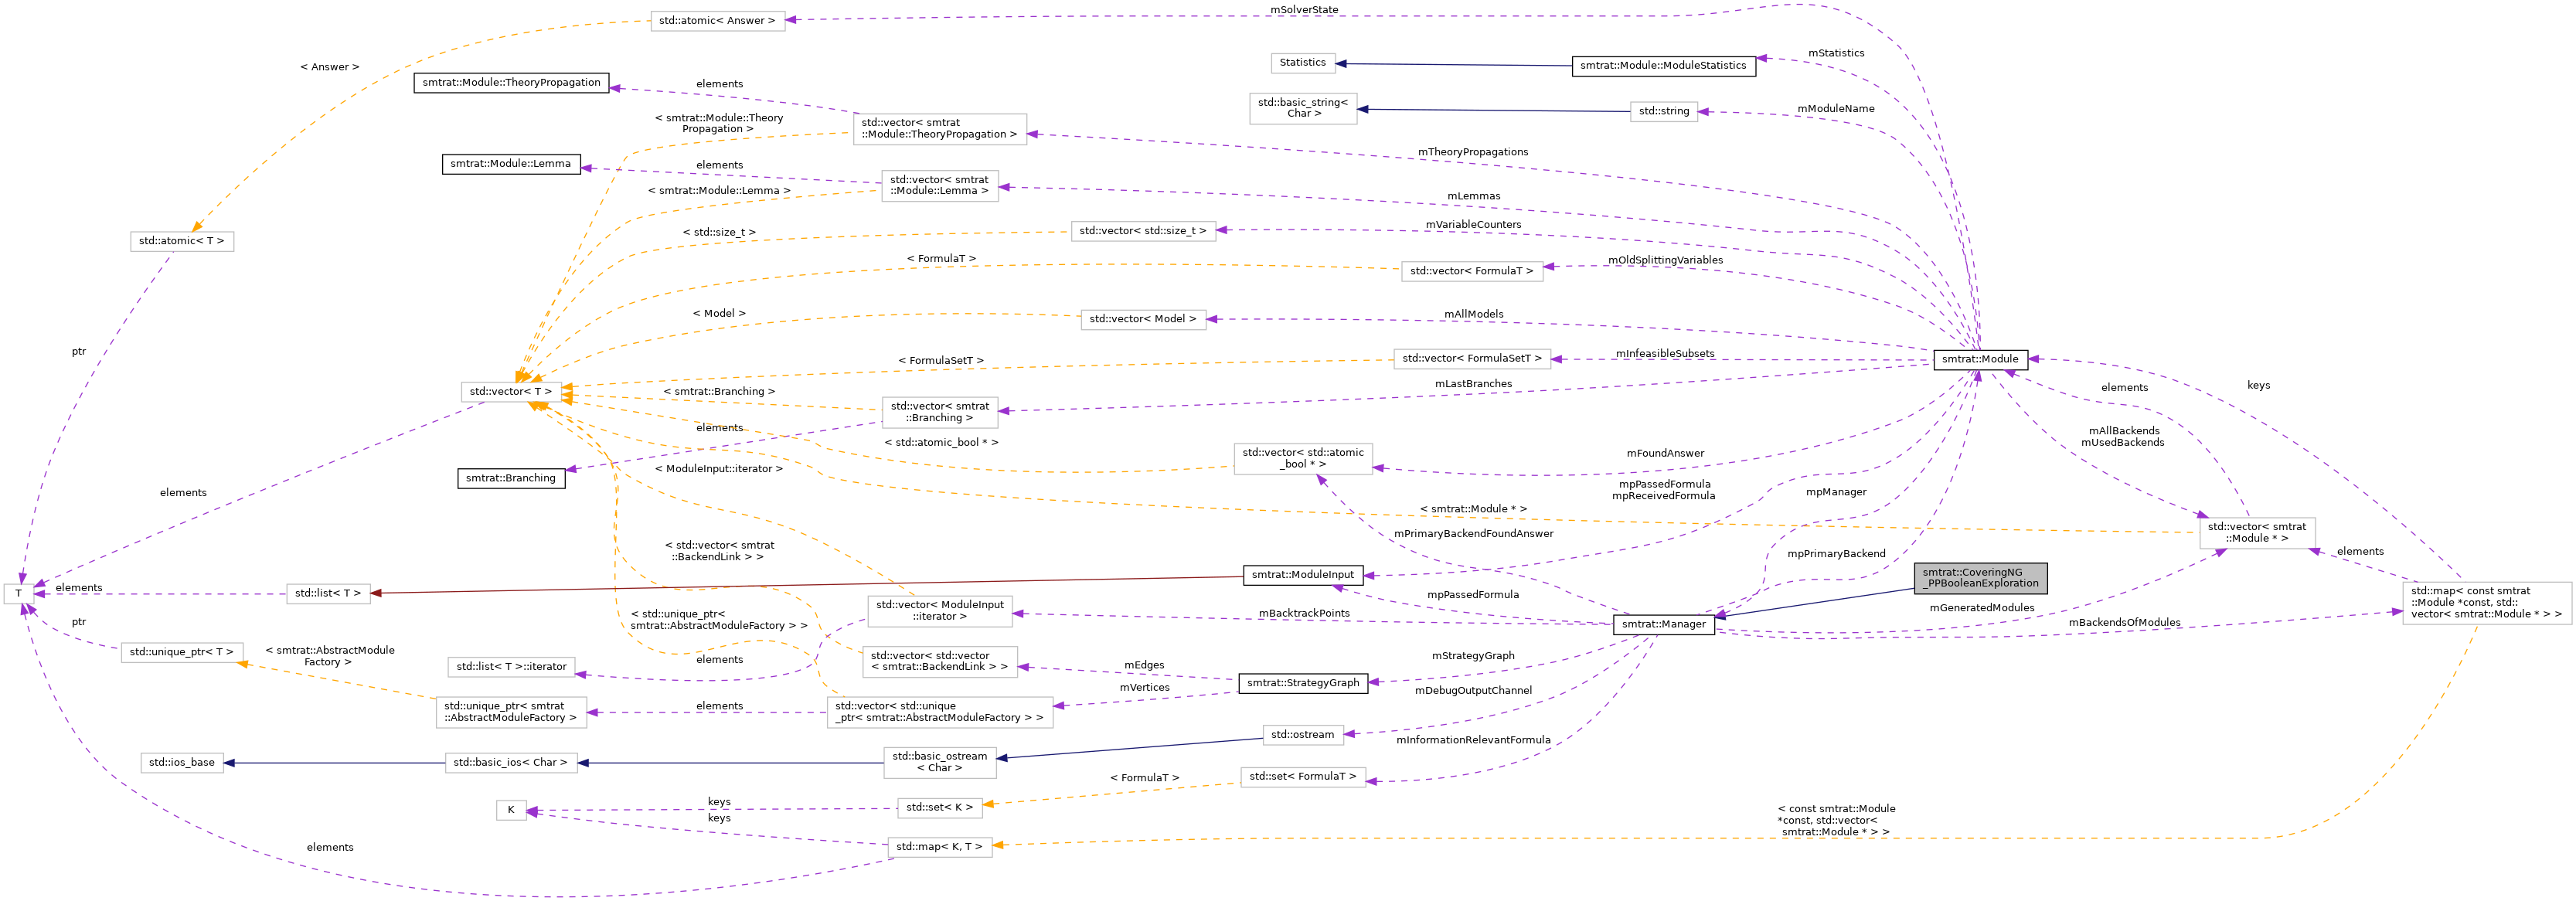 mSolverState
std::atomic< Answer >
mStatistics
Statistics
smtrat::Module::ModuleStatistics
< Answer >
smtrat::Module::TheoryPropagation
elements
std::basic_string<
Char >
std::string
mModuleName
< smtrat::Module::Theory
Propagation >
std::vector< smtrat
::Module::TheoryPropagation >
mTheoryPropagations
smtrat::Module::Lemma
elements
< smtrat::Module::Lemma >
std::vector< smtrat
::Module::Lemma >
mLemmas
std::atomic< T >
< std::size_t >
std::vector< std::size_t >
mVariableCounters
< FormulaT >
std::vector< FormulaT >
mOldSplittingVariables
< Model >
std::vector< Model >
mAllModels
ptr
< FormulaSetT >
std::vector< FormulaSetT >
mInfeasibleSubsets
smtrat::Module
std::vector< T >
< smtrat::Branching >
mLastBranches
elements
keys
std::vector< smtrat
::Branching >
elements
< std::atomic_bool * >
mAllBackends
mUsedBackends
smtrat::Branching
< ModuleInput::iterator >
std::vector< std::atomic
_bool * >
mFoundAnswer
elements
mpPassedFormula
mpReceivedFormula
mpManager
< smtrat::Module * >
mPrimaryBackendFoundAnswer
std::vector< smtrat
::Module * >
< std::vector< smtrat
::BackendLink > >
mpPrimaryBackend
elements
T
elements
std::list< T >
smtrat::ModuleInput
smtrat::CoveringNG
_PPBooleanExploration
std::map< const smtrat
::Module *const, std::
vector< smtrat::Module * > >
ptr
< std::unique_ptr<
smtrat::AbstractModuleFactory > >
std::vector< ModuleInput
::iterator >
mBacktrackPoints
mpPassedFormula
smtrat::Manager
mGeneratedModules
mBackendsOfModules
std::unique_ptr< T >
< smtrat::AbstractModule
Factory >
std::list< T >::iterator
elements
std::vector< std::vector
< smtrat::BackendLink > >
mEdges
mStrategyGraph
std::unique_ptr< smtrat
::AbstractModuleFactory >
elements
std::vector< std::unique
_ptr< smtrat::AbstractModuleFactory > >
mVertices
smtrat::StrategyGraph
mDebugOutputChannel
std::ios_base
std::basic_ios< Char >
std::basic_ostream
< Char >
std::ostream
mInformationRelevantFormula
K
keys
keys
std::set< K >
< FormulaT >
std::set< FormulaT >
elements
std::map< K, T >
< const smtrat::Module
*const, std::vector<
smtrat::Module * > >